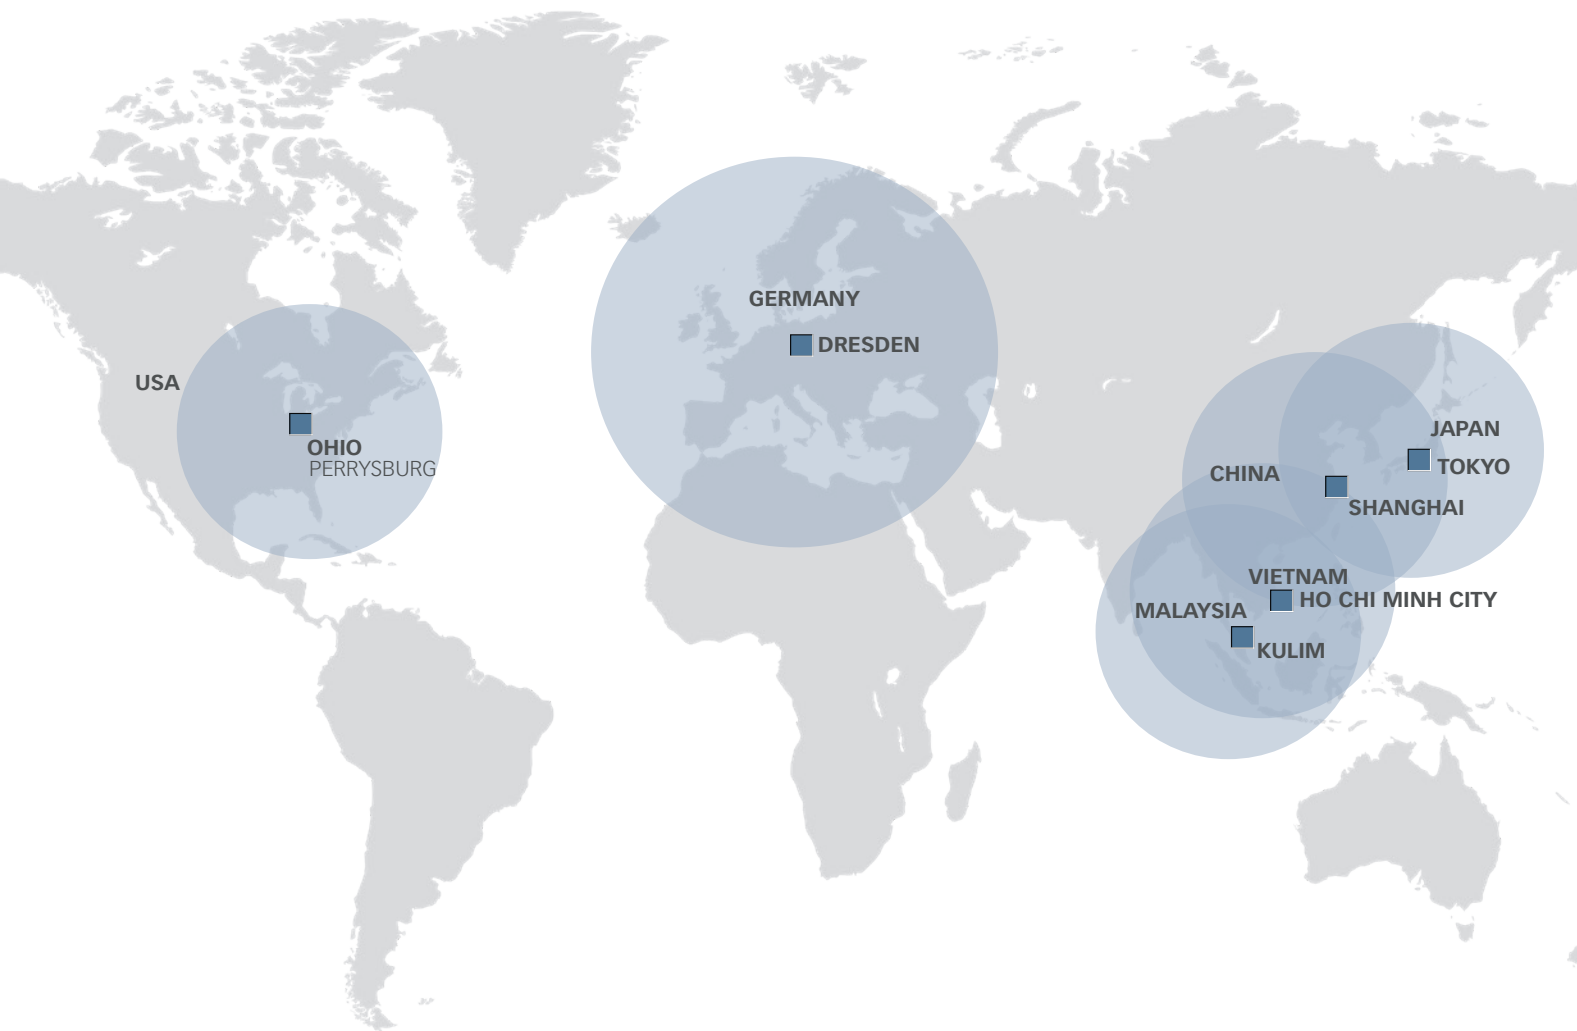 GERMANY
DRESDEN
USA
OHIO
PERRYSBURG
JAPAN
TOKYO
CHINA
SHANGHAI
VIETNAM
HO CHI MINH CITY
MALAYSIA
KULIM